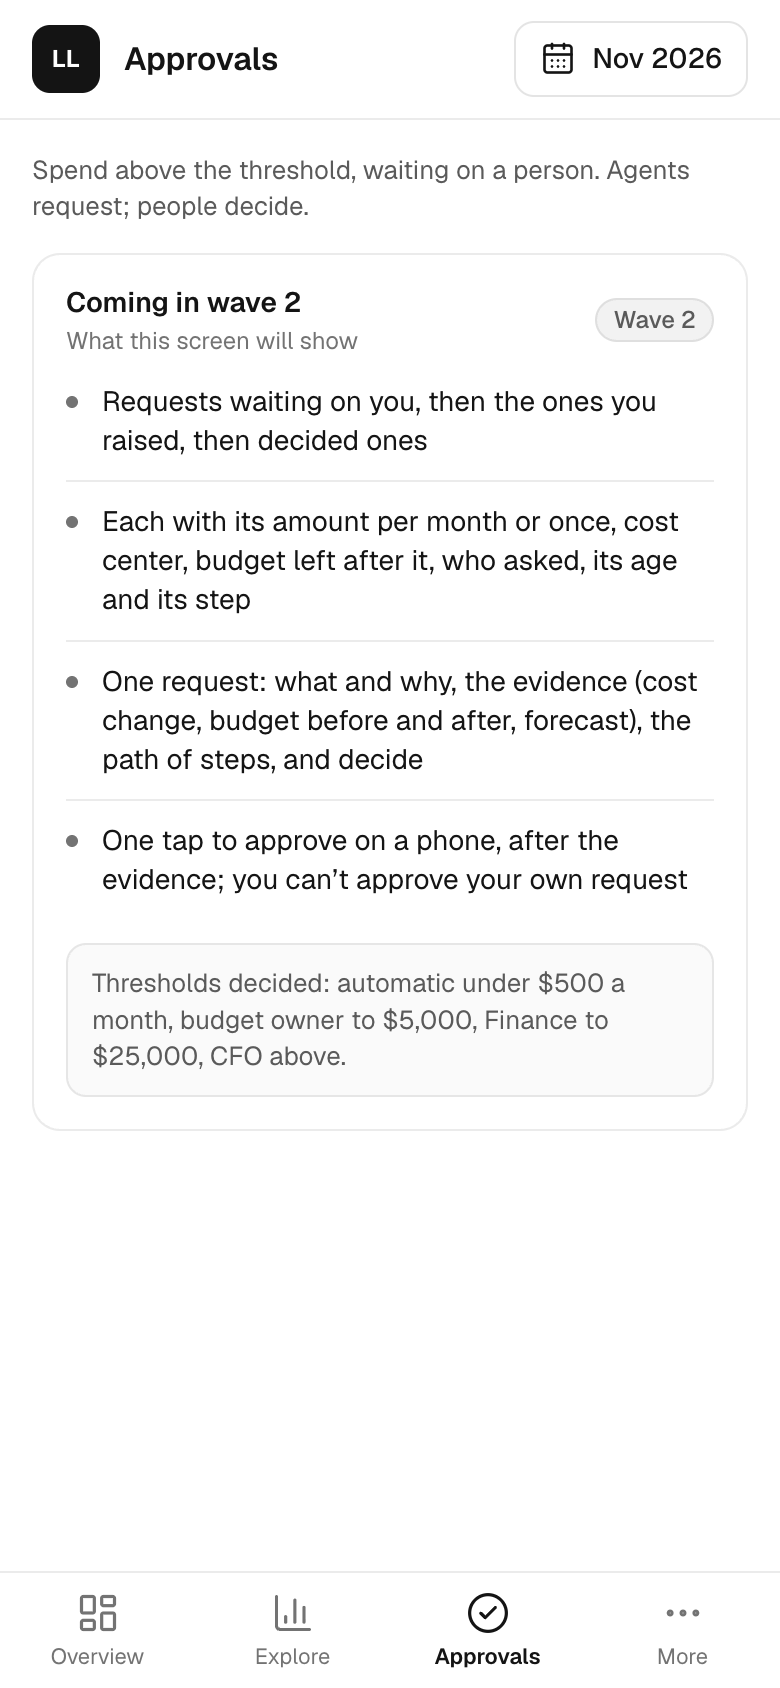 LL
Approvals
Nov 2026
Spend above the threshold, waiting on a person. Agents
request; people decide.
Coming in wave 2
What this screen will show
Wave 2
Requests waiting on you, then the ones you
raised, then decided ones
Each with its amount per month or once, cost
center, budget left after it, who asked, its age
and its step
One request: what and why, the evidence (cost
change, budget before and after, forecast), the
path of steps, and decide
One tap to approve on a phone, after the
evidence; you can’t approve your own request
Thresholds decided: automatic under $500 a
month, budget owner to $5,000, Finance to
$25,000, CFO above.
Overview
Explore
Approvals
More